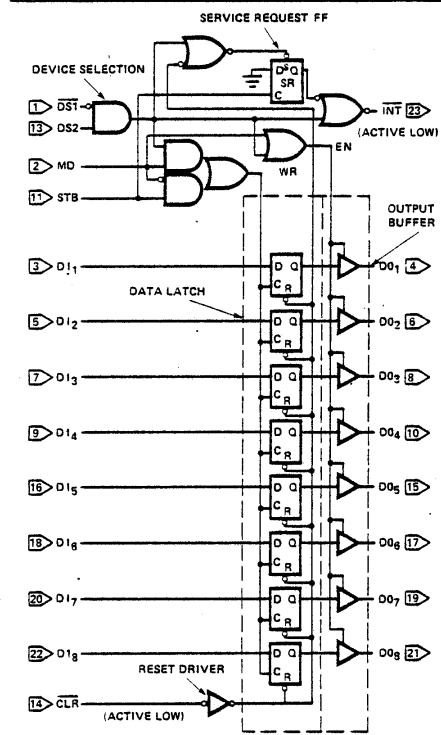 SERVICE REQUEST FF
DEVICE SELECTION
D S Q
SR
C
1 DS1
13 DS2
INT 23
(ACTIVE LOW)
2 MD
EN
WR
11 STB
OUTPUT
BUFFER
3 DI1 D Q C R DO1 4
DATA LATCH
5 DI2 D Q C R DO2 6
7 DI3 D Q C R DO3 8
9 DI4 D Q C R DO4 10
16 DI5 D Q C R DO5 15
18 DI6 D Q C R DO6 17
20 DI7 D Q C R DO7 19
22 DI8 D Q C R DO8 21
RESET DRIVER
14 CLR
(ACTIVE LOW)